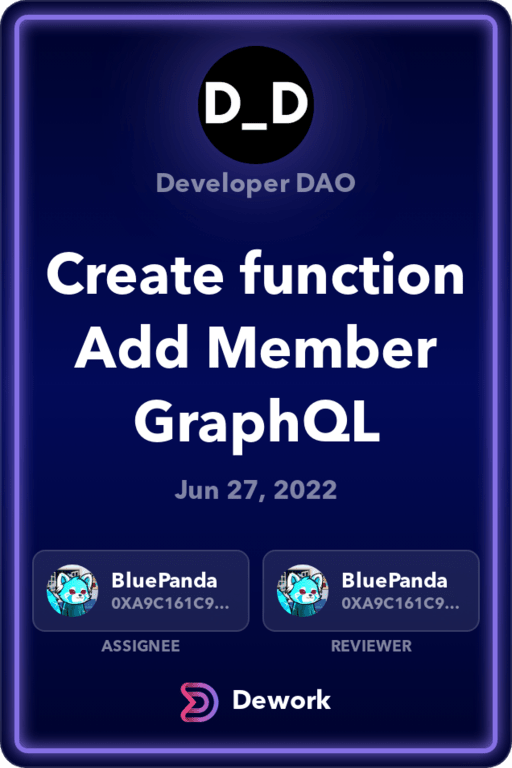 D_D
Developer DAO
Create function
Add Member
GraphQL
Jun 27, 2022
BluePanda
0XA9C161C9...
ASSIGNEE
BluePanda
0XA9C161C9...
REVIEWER
Dework